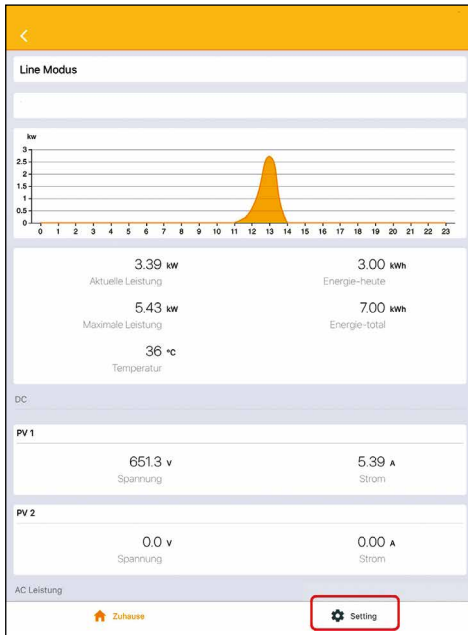 Line Modus
kw
3
2.5
2
1.5
1
0.5
0
0 1 2 3 4 5 6 7 8 9 10 11 12 13 14 15 16 17 18 19 20 21 22 23
3.39 kW 3.00 kWh
Aktuelle Leistung Energie-heute
5.43 kW 7.00 kWh
Maximale Leistung Energie-total
36 °C
Temperatur
DC
PV 1
651.3 V 5.39 A
Spannung Strom
PV 2
0.0 V 0.00 A
Spannung Strom
AC Leistung
Zuhause Setting